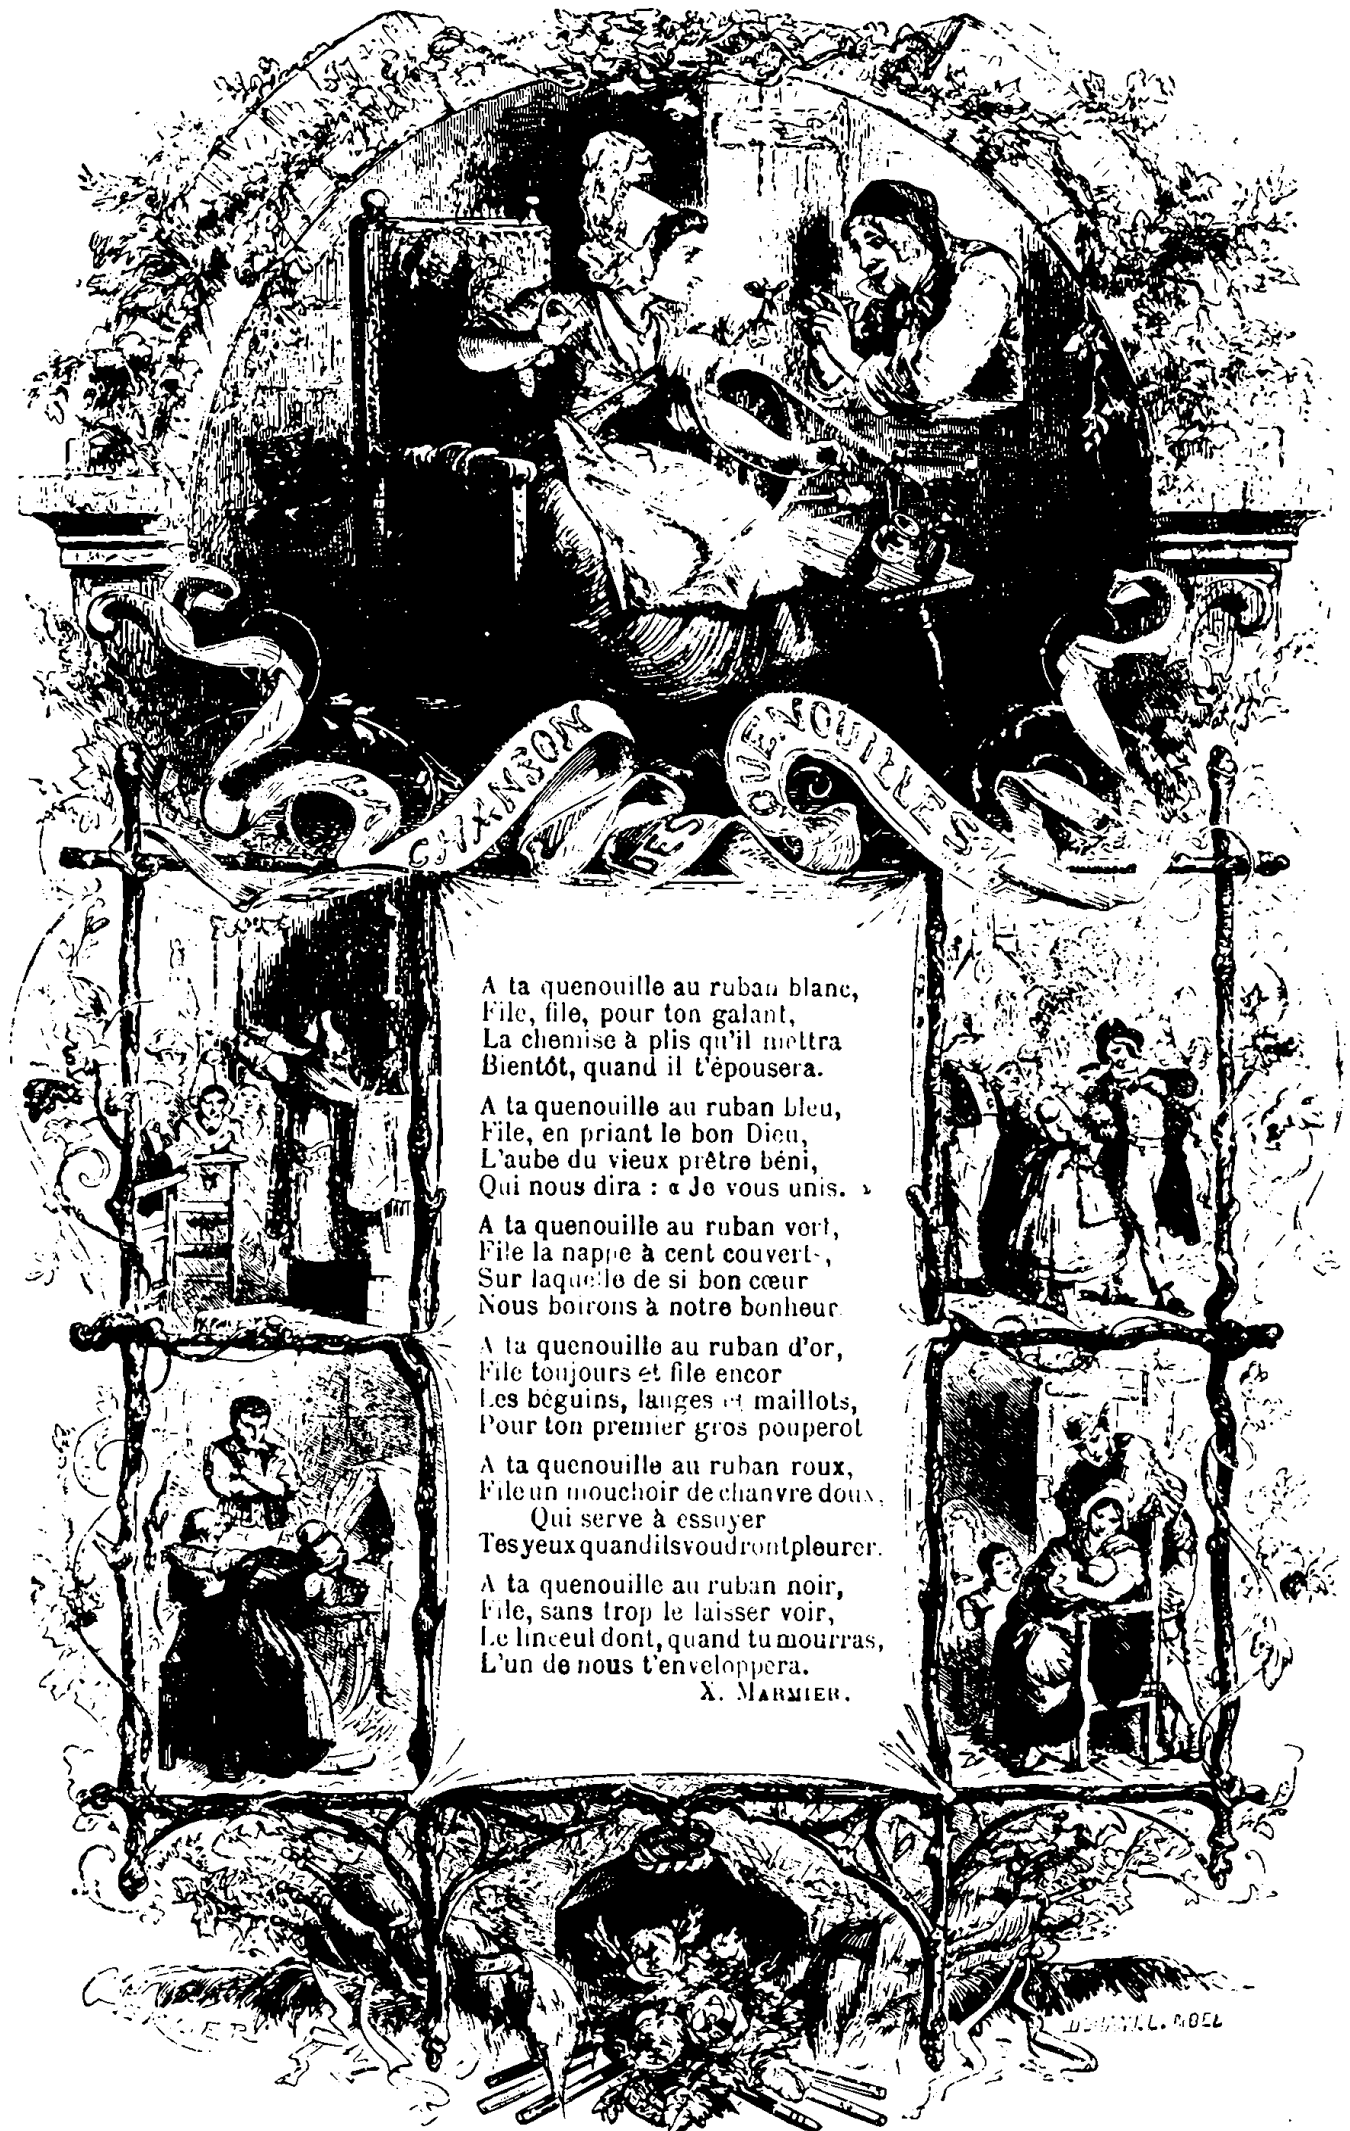 LA CHANSON DES QUENOUILLES
A ta quenouille au ruban blanc,
File, file, pour ton galant,
La chemise à plis qu'il mettra
Bientôt, quand il t'épousera.
A ta quenouille au ruban bleu,
File, en priant le bon Dieu,
L'aube du vieux prêtre béni,
Qui nous dira : « Je vous unis. »
A ta quenouille au ruban vert,
File la nappe à cent couverts,
Sur laquelle de si bon cœur
Nous boirons à notre bonheur.
A ta quenouille au ruban d'or,
File toujours et file encor
Les béguins, langes et maillots,
Pour ton premier gros pouperot
A ta quenouille au ruban roux,
File un mouchoir de chanvre doux,
Qui serve à essuyer
Tes yeux quand ils voudront pleurer.
A ta quenouille au ruban noir,
File, sans trop le laisser voir,
Le linceul dont, quand tu mourras,
L'un de nous t'enveloppera.
X. MARMIER.